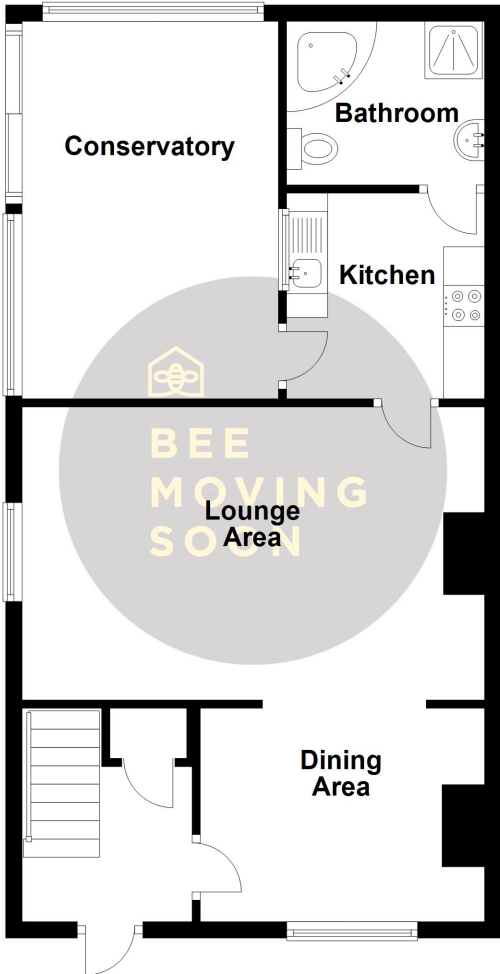 Bathroom
Conservatory
Kitchen
BEE
MOVING
SOON
Lounge
Area
Dining
Area